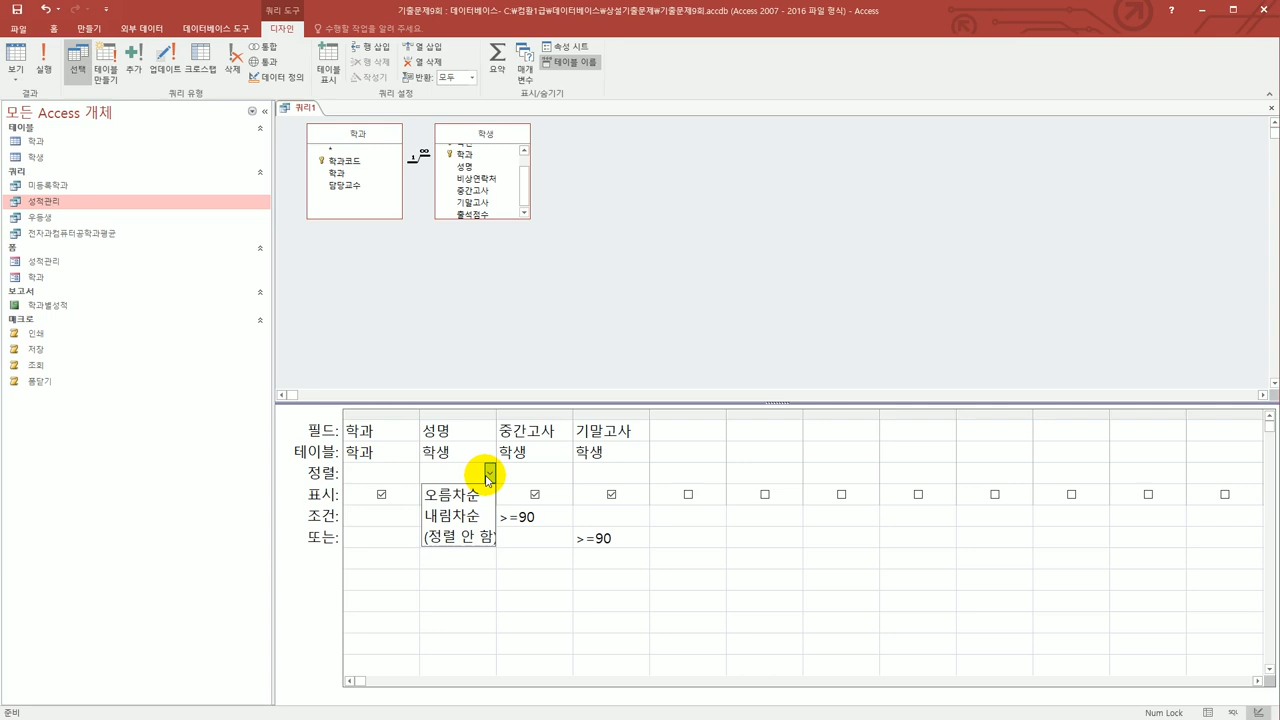 쿼리 도구
기출문제9회 : 데이터베이스- C:₩컴활1급₩데이터베이스₩상설기출문제₩기출문제9회.accdb (Access 2007 - 2016 파일 형식) - Access
파일 홈 만들기 외부 데이터 데이터베이스 도구 디자인 수행할 작업을 알려 주세요.
보기 실행 선택 테이블 만들기 추가 업데이트 크로스탭 삭제 통합 통과 데이터 정의 테이블 표시 행 삽입 행 삭제 작성기 열 삽입 열 삭제 반환: 모두 요약 매개 변수 속성 시트 테이블 이름
결과 쿼리 유형 쿼리 설정 표시/숨기기
모든 Access 개체
테이블
학과
학생
쿼리
미등록학과
성적관리
우등생
전자과컴퓨터공학과평균
폼
성적관리
학과
보고서
학과별성적
매크로
인쇄
저장
조회
폼닫기
쿼리1
학과
*
학과코드
학과
담당교수
1 ∞
학생
학과
성명
비상연락처
중간고사
기말고사
출석점수
필드: 학과 성명 중간고사 기말고사
테이블: 학과 학생 학생 학생
정렬:
표시: 오름차순
조건: 내림차순 >=90
또는: (정렬 안 함) >=90
준비
Num Lock
SQL